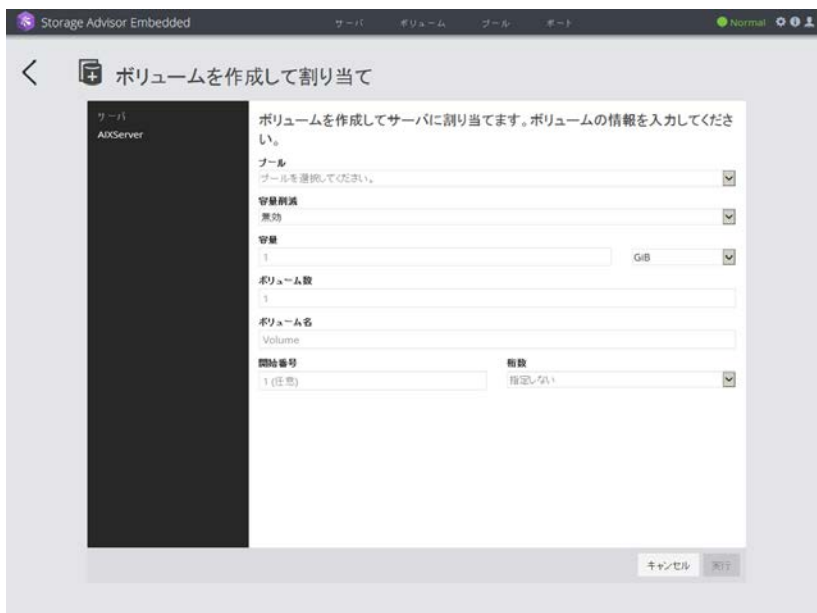 Storage Advisor Embedded
サーバ ボリューム プール ポート
Normal
ボリュームを作成して割り当て
サーバ
AIXServer
ボリュームを作成してサーバに割り当てます。ボリュームの情報を入力してくださ
い。
プール
プールを選択してください。
容量削減
無効
容量
1 GiB
ボリューム数
1
ボリューム名
Volume
開始番号 桁数
1 (任意) 指定しない
キャンセル 実行